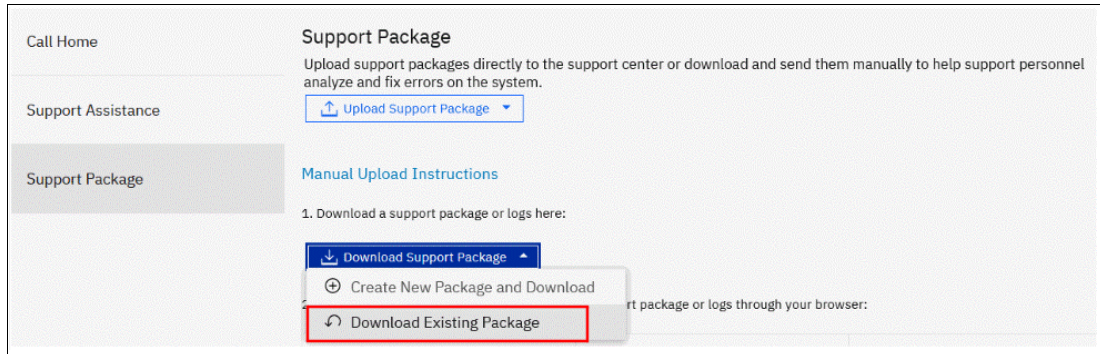 Call Home
Support Assistance
Support Package
Support Package
Upload support packages directly to the support center or download and send them manually to help support personnel
analyze and fix errors on the system.
Upload Support Package
Manual Upload Instructions
1. Download a support package or logs here:
Download Support Package
Create New Package and Download
rt package or logs through your browser:
Download Existing Package